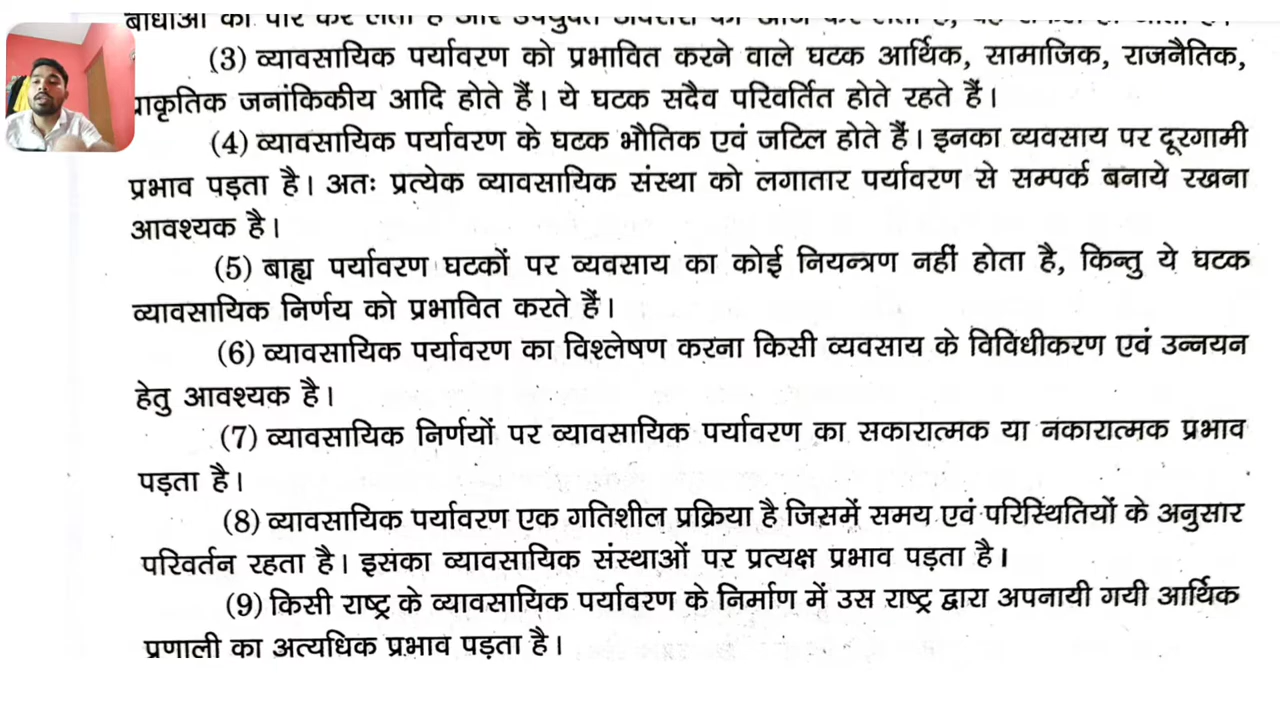 (3) व्यावसायिक पर्यावरण को प्रभावित करने वाले घटक आर्थिक, सामाजिक, राजनैतिक,
प्राकृतिक जनांकिकीय आदि होते हैं। ये घटक सदैव परिवर्तित होते रहते हैं।
(4) व्यावसायिक पर्यावरण के घटक भौतिक एवं जटिल होते हैं। इनका व्यवसाय पर दूरगामी
प्रभाव पड़ता है। अतः प्रत्येक व्यावसायिक संस्था को लगातार पर्यावरण से सम्पर्क बनाये रखना
आवश्यक है।
(5) बाह्य पर्यावरण घटकों पर व्यवसाय का कोई नियन्त्रण नहीं होता है, किन्तु ये घटक
व्यावसायिक निर्णय को प्रभावित करते हैं।
(6) व्यावसायिक पर्यावरण का विश्लेषण करना किसी व्यवसाय के विविधीकरण एवं उन्नयन
हेतु आवश्यक है।
(7) व्यावसायिक निर्णयों पर व्यावसायिक पर्यावरण का सकारात्मक या नकारात्मक प्रभाव
पड़ता है।
(8) व्यावसायिक पर्यावरण एक गतिशील प्रक्रिया है जिसमें समय एवं परिस्थितियों के अनुसार
परिवर्तन रहता है। इसका व्यावसायिक संस्थाओं पर प्रत्यक्ष प्रभाव पड़ता है।
(9) किसी राष्ट्र के व्यावसायिक पर्यावरण के निर्माण में उस राष्ट्र द्वारा अपनायी गयी आर्थिक
प्रणाली का अत्यधिक प्रभाव पड़ता है।